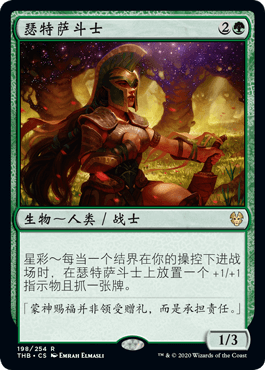 瑟特萨斗士 2
生物～人类／战士
星彩～每当一个结界在你的操控下进战
场时，在瑟特萨斗士上放置一个 +1/+1
指示物且抓一张牌。
「蒙神赐福并非领受赠礼，而是承担责任。」
1/3
198/254 R
THB • CS EMRAH ELMASLI
™ & © 2020 Wizards of the Coast